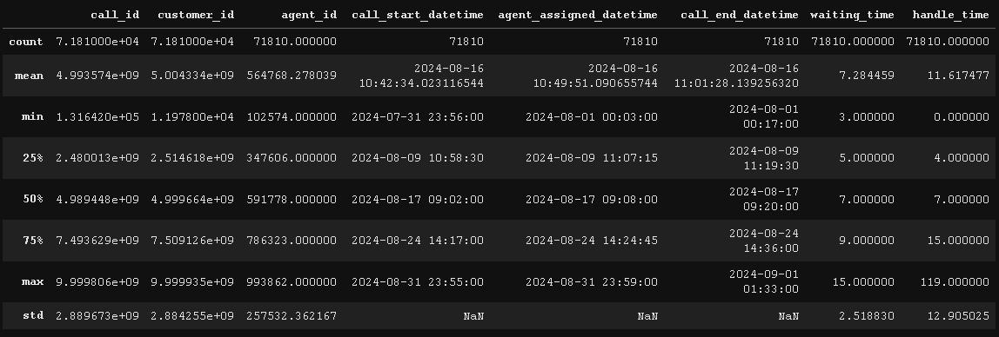 call_id customer_id agent_id call_start_datetime agent_assigned_datetime call_end_datetime waiting_time handle_time
count 7.181000e+04 7.181000e+04 71810.000000 71810 71810 71810 71810.000000 71810.000000
mean 4.993574e+09 5.004334e+09 564768.278039 2024-08-16 10:42:34.023116544 2024-08-16 10:49:51.090655744 2024-08-16 11:01:28.139256320 7.284459 11.617477
min 1.316420e+05 1.197800e+04 102574.000000 2024-07-31 23:56:00 2024-08-01 00:03:00 2024-08-01 00:17:00 3.000000 0.000000
25% 2.480013e+09 2.514618e+09 347606.000000 2024-08-09 10:58:30 2024-08-09 11:07:15 2024-08-09 11:19:30 5.000000 4.000000
50% 4.989448e+09 4.999664e+09 591778.000000 2024-08-17 09:02:00 2024-08-17 09:08:00 2024-08-17 09:20:00 7.000000 7.000000
75% 7.493629e+09 7.509126e+09 786323.000000 2024-08-24 14:17:00 2024-08-24 14:24:45 2024-08-24 14:36:00 9.000000 15.000000
max 9.999806e+09 9.999935e+09 993862.000000 2024-08-31 23:55:00 2024-08-31 23:59:00 2024-09-01 01:33:00 15.000000 119.000000
std 2.889673e+09 2.884255e+09 257532.362167 NaN NaN NaN 2.518830 12.905025